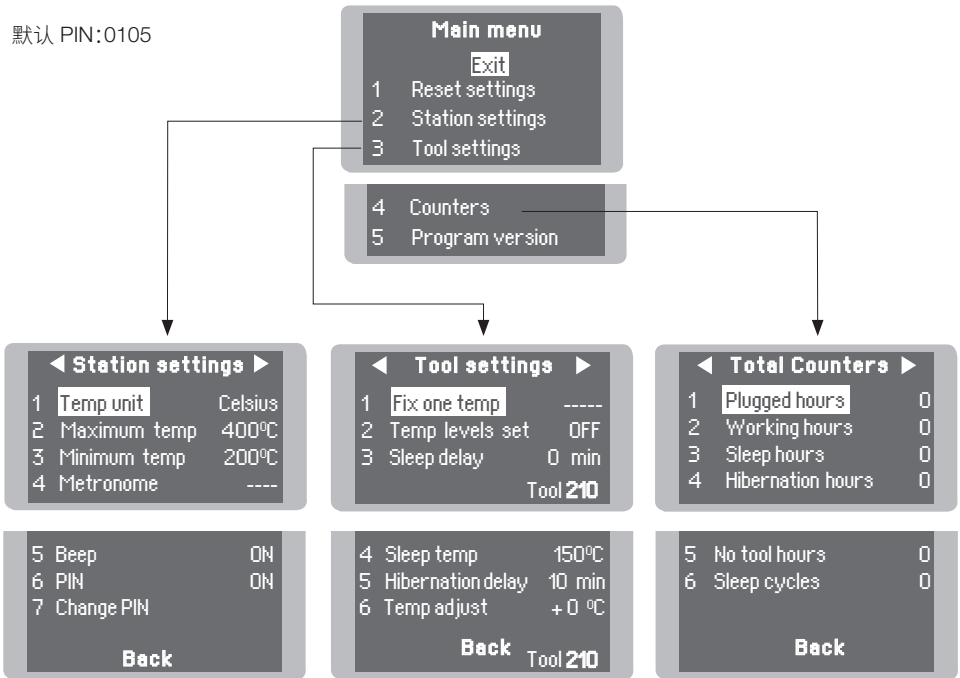 默认 PIN:0105
Main menu
Exit
1 Reset settings
2 Station settings
3 Tool settings
4 Counters
5 Program version
◀ Station settings ▶
1 Temp unit Celsius
2 Maximum temp 400ºC
3 Minimum temp 200ºC
4 Metronome ----
5 Beep ON
6 PIN ON
7 Change PIN
Back
◀ Tool settings ▶
1 Fix one temp -----
2 Temp levels set OFF
3 Sleep delay 0 min
Tool 210
4 Sleep temp 150ºC
5 Hibernation delay 10 min
6 Temp adjust +0 ºC
Back Tool 210
◀ Total Counters ▶
1 Plugged hours 0
2 Working hours 0
3 Sleep hours 0
4 Hibernation hours 0
5 No tool hours 0
6 Sleep cycles 0
Back